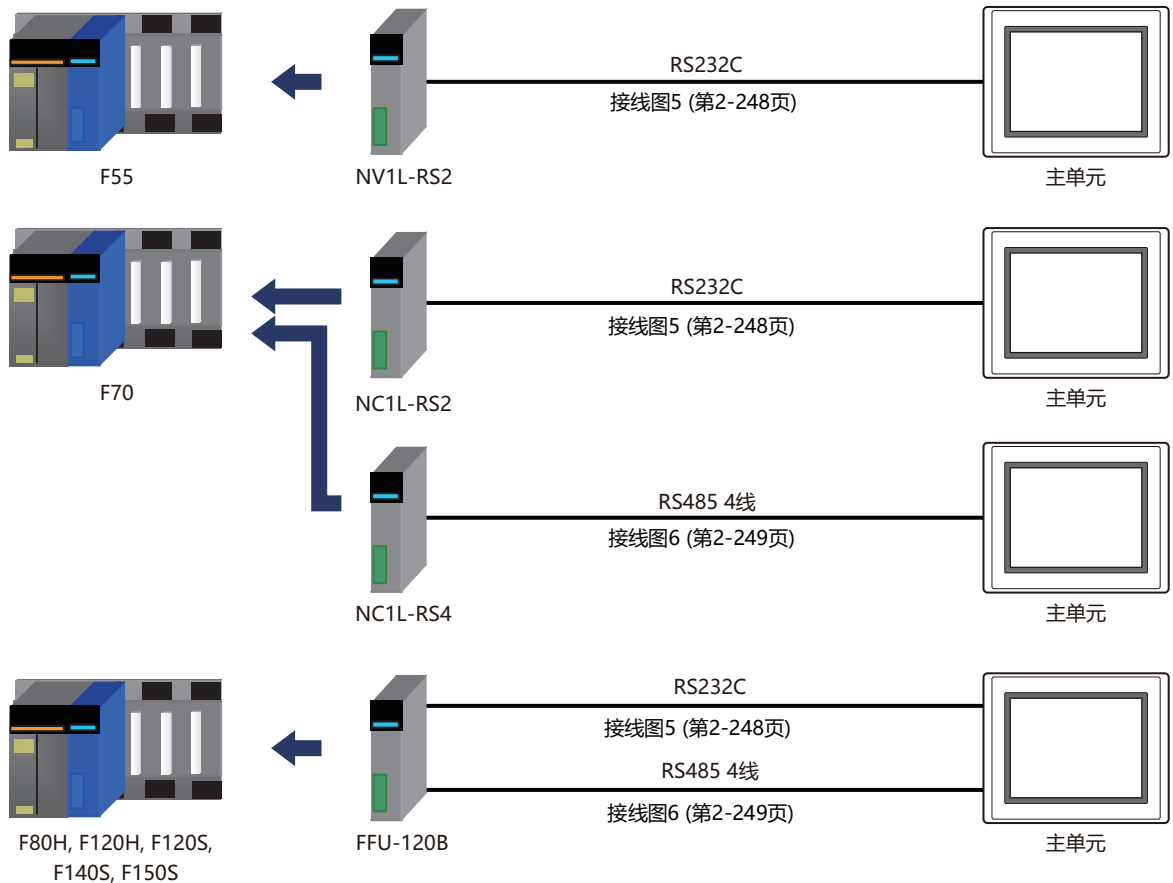 RS232C
接线图5 (第2-248页)
F55
NV1L-RS2
主单元
RS232C
接线图5 (第2-248页)
F70
NC1L-RS2
主单元
RS485 4线
接线图6 (第2-249页)
NC1L-RS4
主单元
RS232C
接线图5 (第2-248页)
RS485 4线
接线图6 (第2-249页)
F80H, F120H, F120S,
F140S, F150S
FFU-120B
主单元